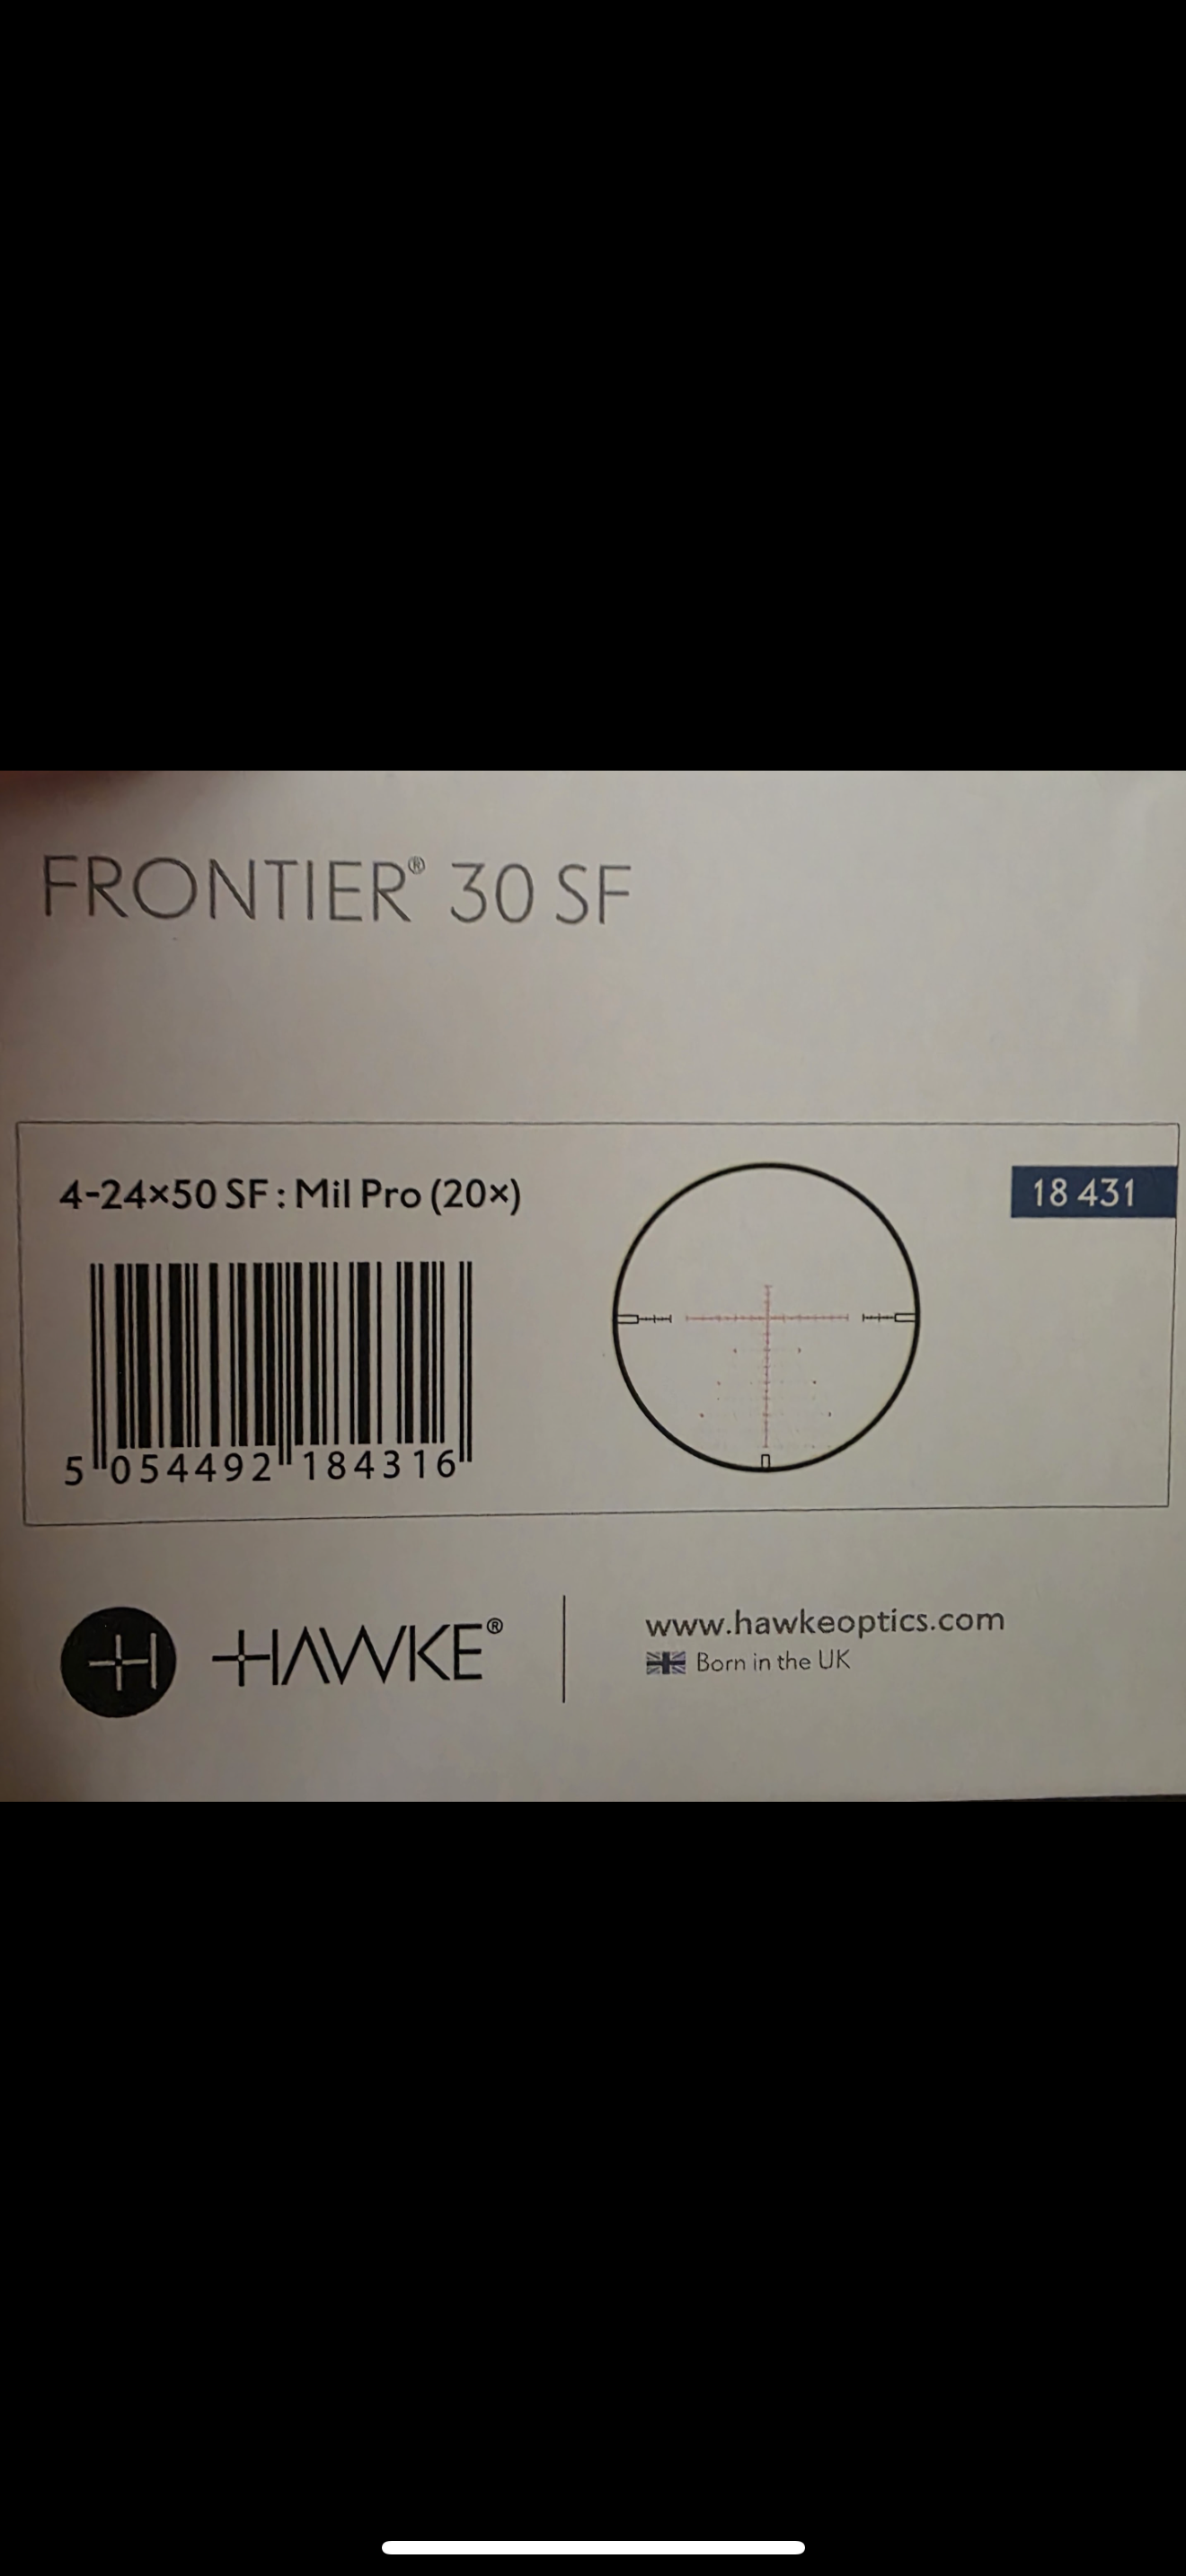 FRONTIER® 30 SF
4-24×50 SF : Mil Pro (20×)
18 431
5 054492 184316
H
HAWKE®
www.hawkeoptics.com
Born in the UK